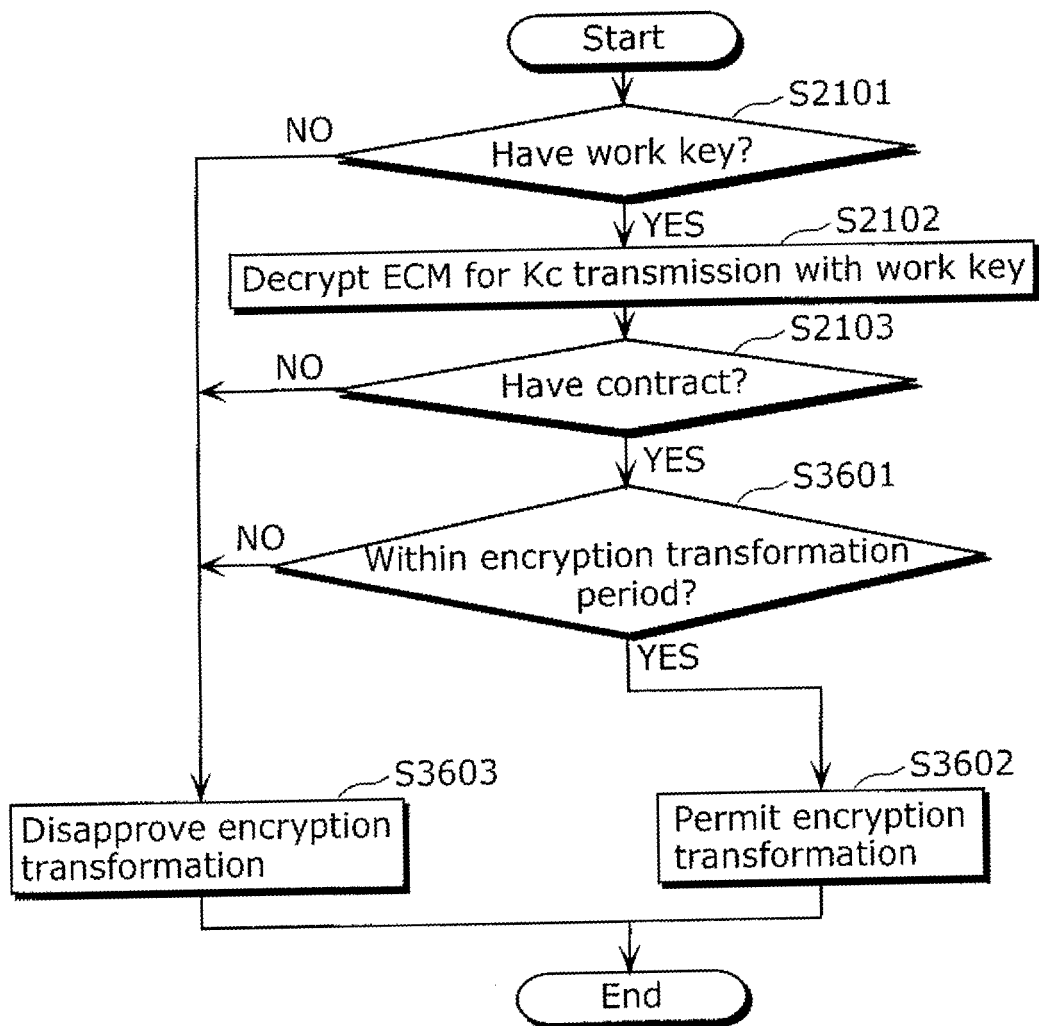 Start
S2101
NO
Have work key?
YES
S2102
Decrypt ECM for Kc transmission with work key
S2103
NO
Have contract?
YES
S3601
NO
Within encryption transformation
period?
YES
S3603
S3602
Disapprove encryption
transformation
Permit encryption
transformation
End